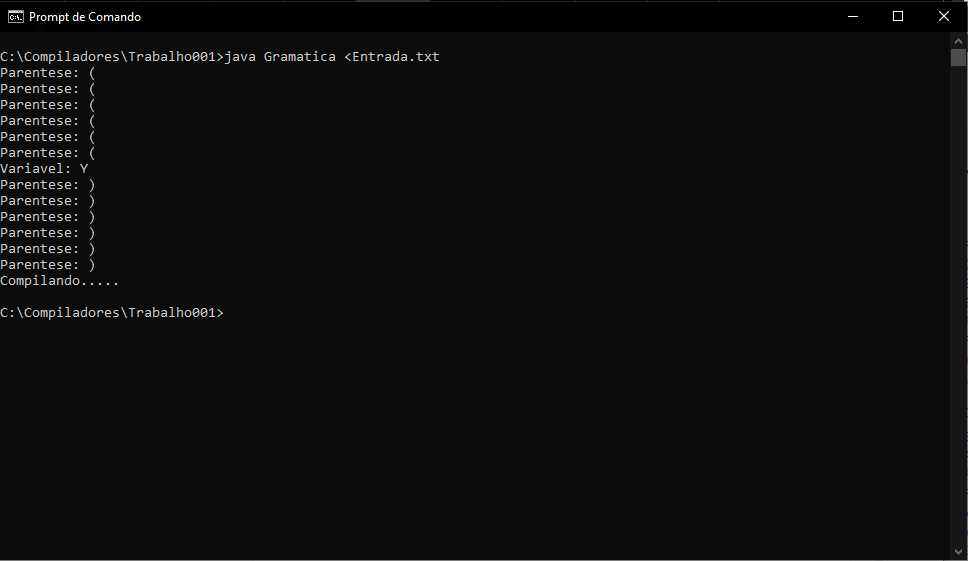 Prompt de Comando
C:\Compiladores\Trabalho001>java Gramatica <Entrada.txt
Parentese: (
Parentese: (
Parentese: (
Parentese: (
Parentese: (
Parentese: (
Variavel: Y
Parentese: )
Parentese: )
Parentese: )
Parentese: )
Parentese: )
Parentese: )
Compilando.....
C:\Compiladores\Trabalho001>